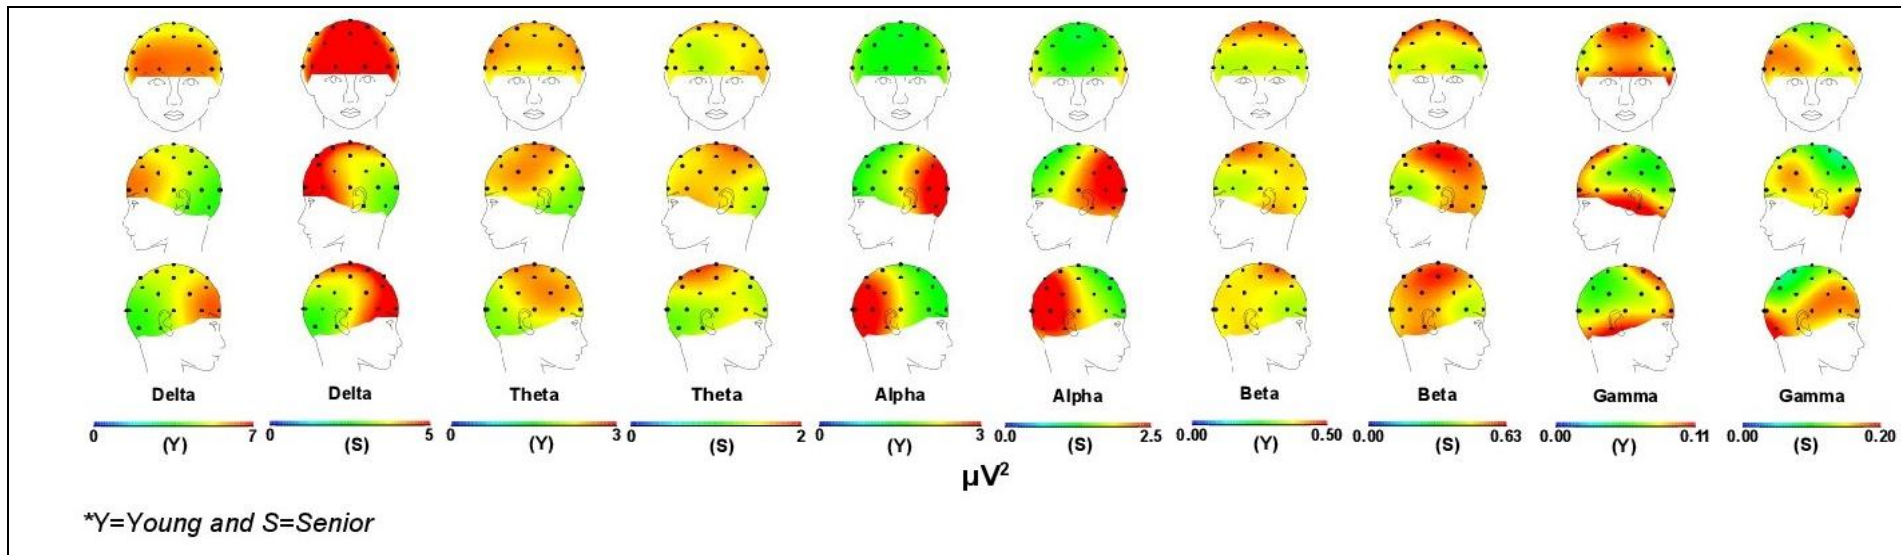 Delta Delta Theta Theta Alpha Alpha Beta Beta Gamma Gamma
0 7 0 5 0 3 0 2 0 3 0.0 2.5 0.00 0.50 0.00 0.63 0.00 0.11 0.00 0.20
(Y) (S) (Y) (S) (Y) (S) (Y) (S) (Y) (S)
µV²
*Y=Young and S=Senior